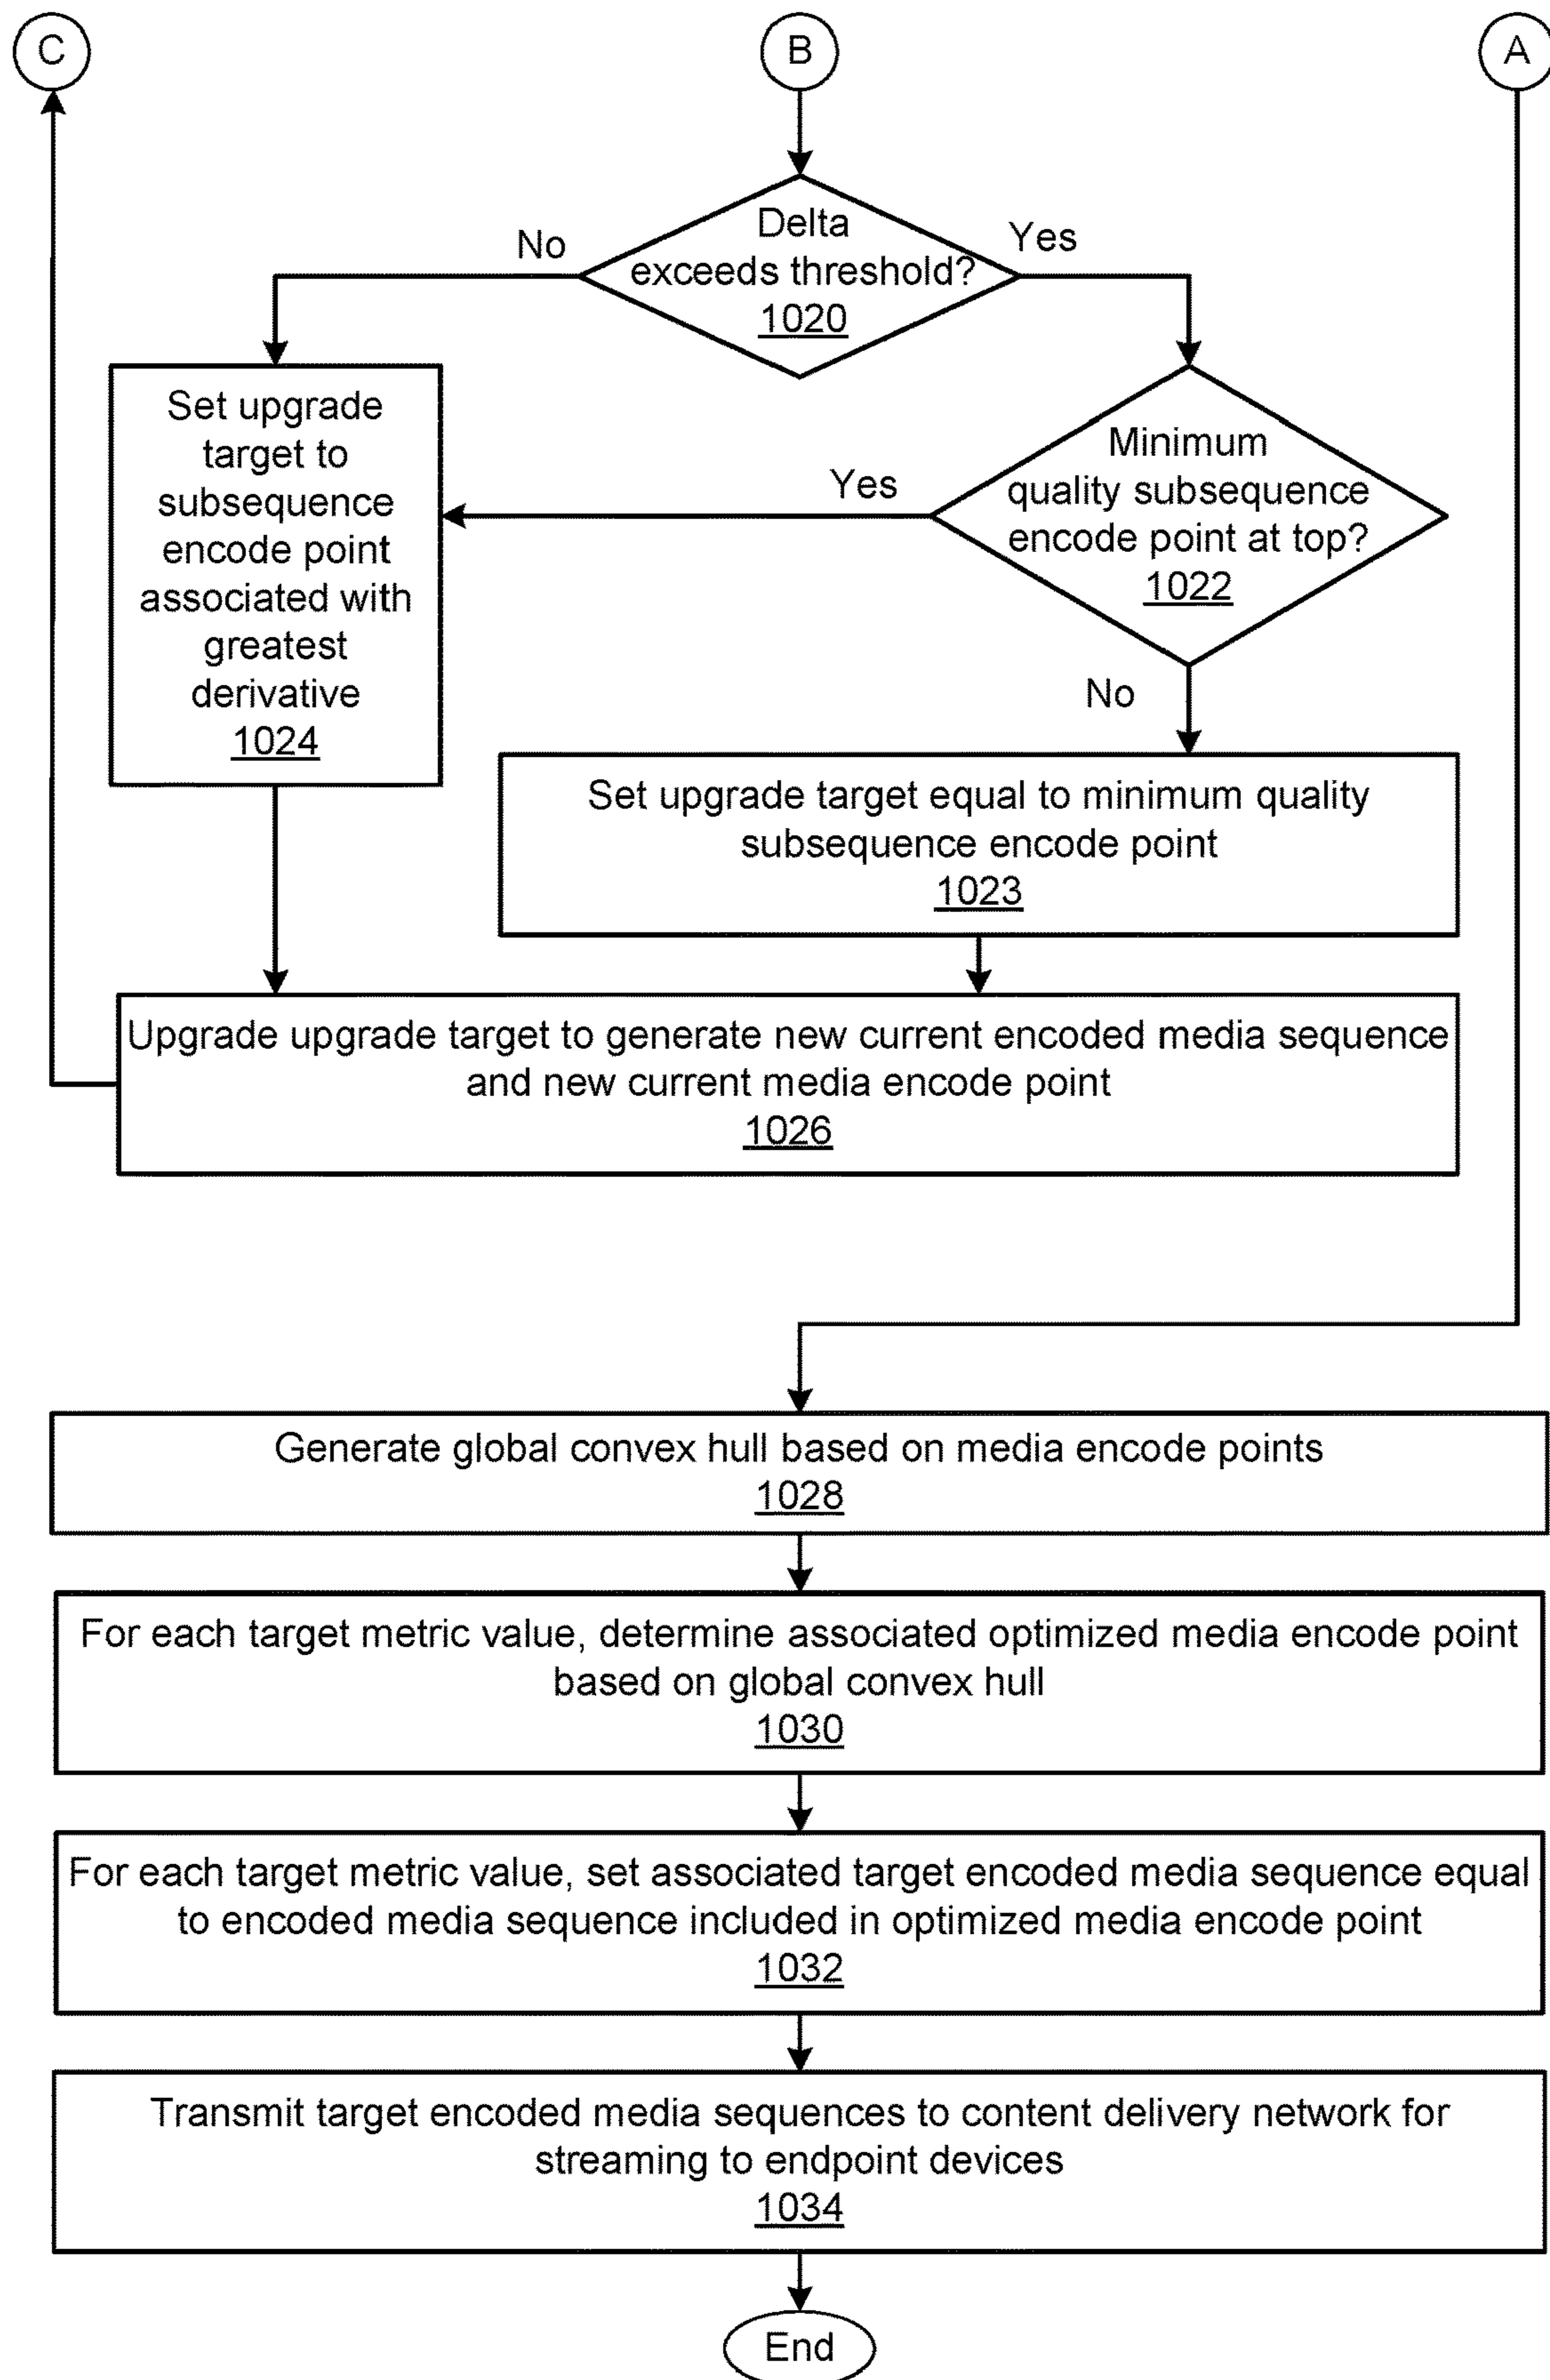 C
B
A
Delta
exceeds threshold?
1020
No
Yes
Set upgrade
target to
subsequence
encode point
associated with
greatest
derivative
1024
Minimum
quality subsequence
encode point at top?
1022
Yes
No
Set upgrade target equal to minimum quality
subsequence encode point
1023
Upgrade upgrade target to generate new current encoded media sequence
and new current media encode point
1026
Generate global convex hull based on media encode points
1028
For each target metric value, determine associated optimized media encode point
based on global convex hull
1030
For each target metric value, set associated target encoded media sequence equal
to encoded media sequence included in optimized media encode point
1032
Transmit target encoded media sequences to content delivery network for
streaming to endpoint devices
1034
End